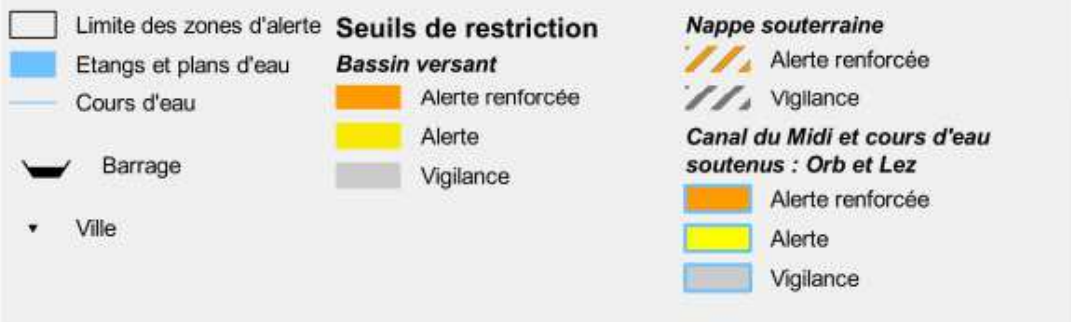 Limite des zones d'alerte
Etangs et plans d'eau
Cours d'eau
Barrage
Ville
Seuils de restriction
Bassin versant
Alerte renforcée
Alerte
Vigilance
Nappe souterraine
Alerte renforcée
Vigilance
Canal du Midi et cours d'eau
soutenus : Orb et Lez
Alerte renforcée
Alerte
Vigilance